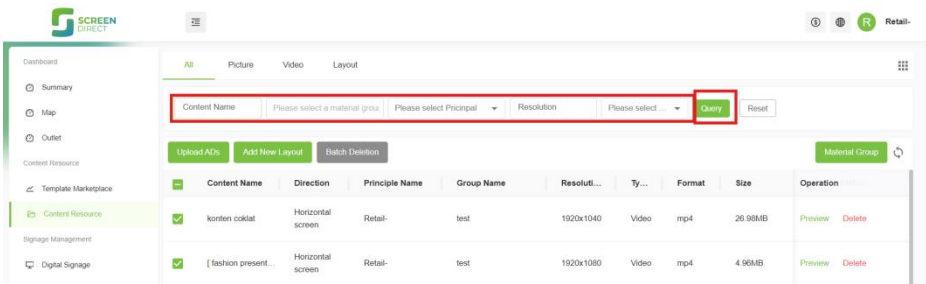 SCREEN
DIRECT
R Retail-
Dashboard
Summary
Map
Outlet
Content Resource
Template Marketplace
Content Resource
Signage Management
Digital Signage
All Picture Video Layout
Content Name Please select a material grou Please select Pricinpal Resolution Please select ... Query Reset
Upload ADs Add New Layout Batch Deletion Material Group
Content Name Direction Principle Name Group Name Resoluti... Ty... Format Size Operation
konten coklat Horizontal screen Retail- test 1920x1040 Video mp4 26.98MB Preview Delete
[ fashion present... Horizontal screen Retail- test 1920x1080 Video mp4 4.96MB Preview Delete